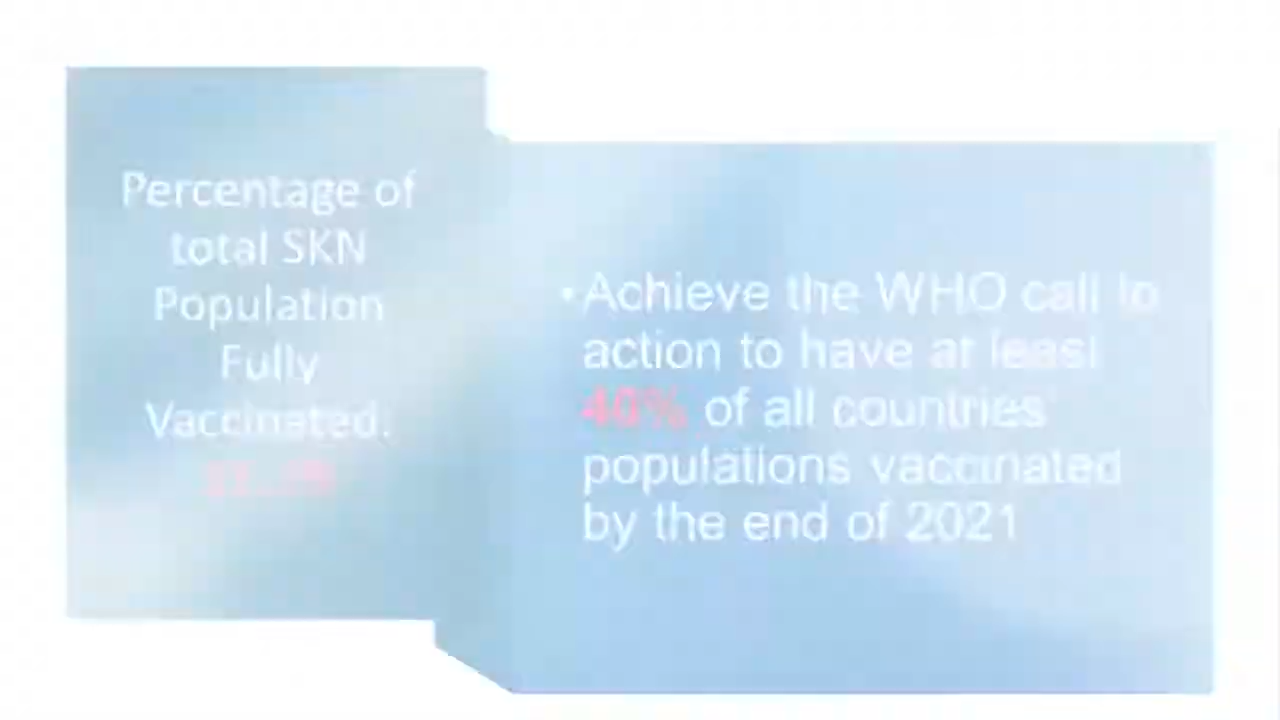 Percentage of
total SKN
Population
Fully
Vaccinated.
•Achieve the WHO call to
action to have at least
40% of all countries
populations vaccinated
by the end of 2021